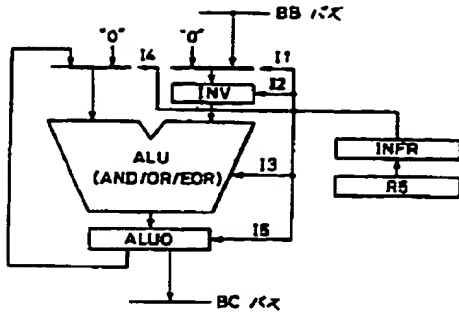 BB バス
"0" "0"
I4 I1
INV I2
ALU
(AND/OR/EOR) I3
INFR
R5
ALUO I5
BC バス